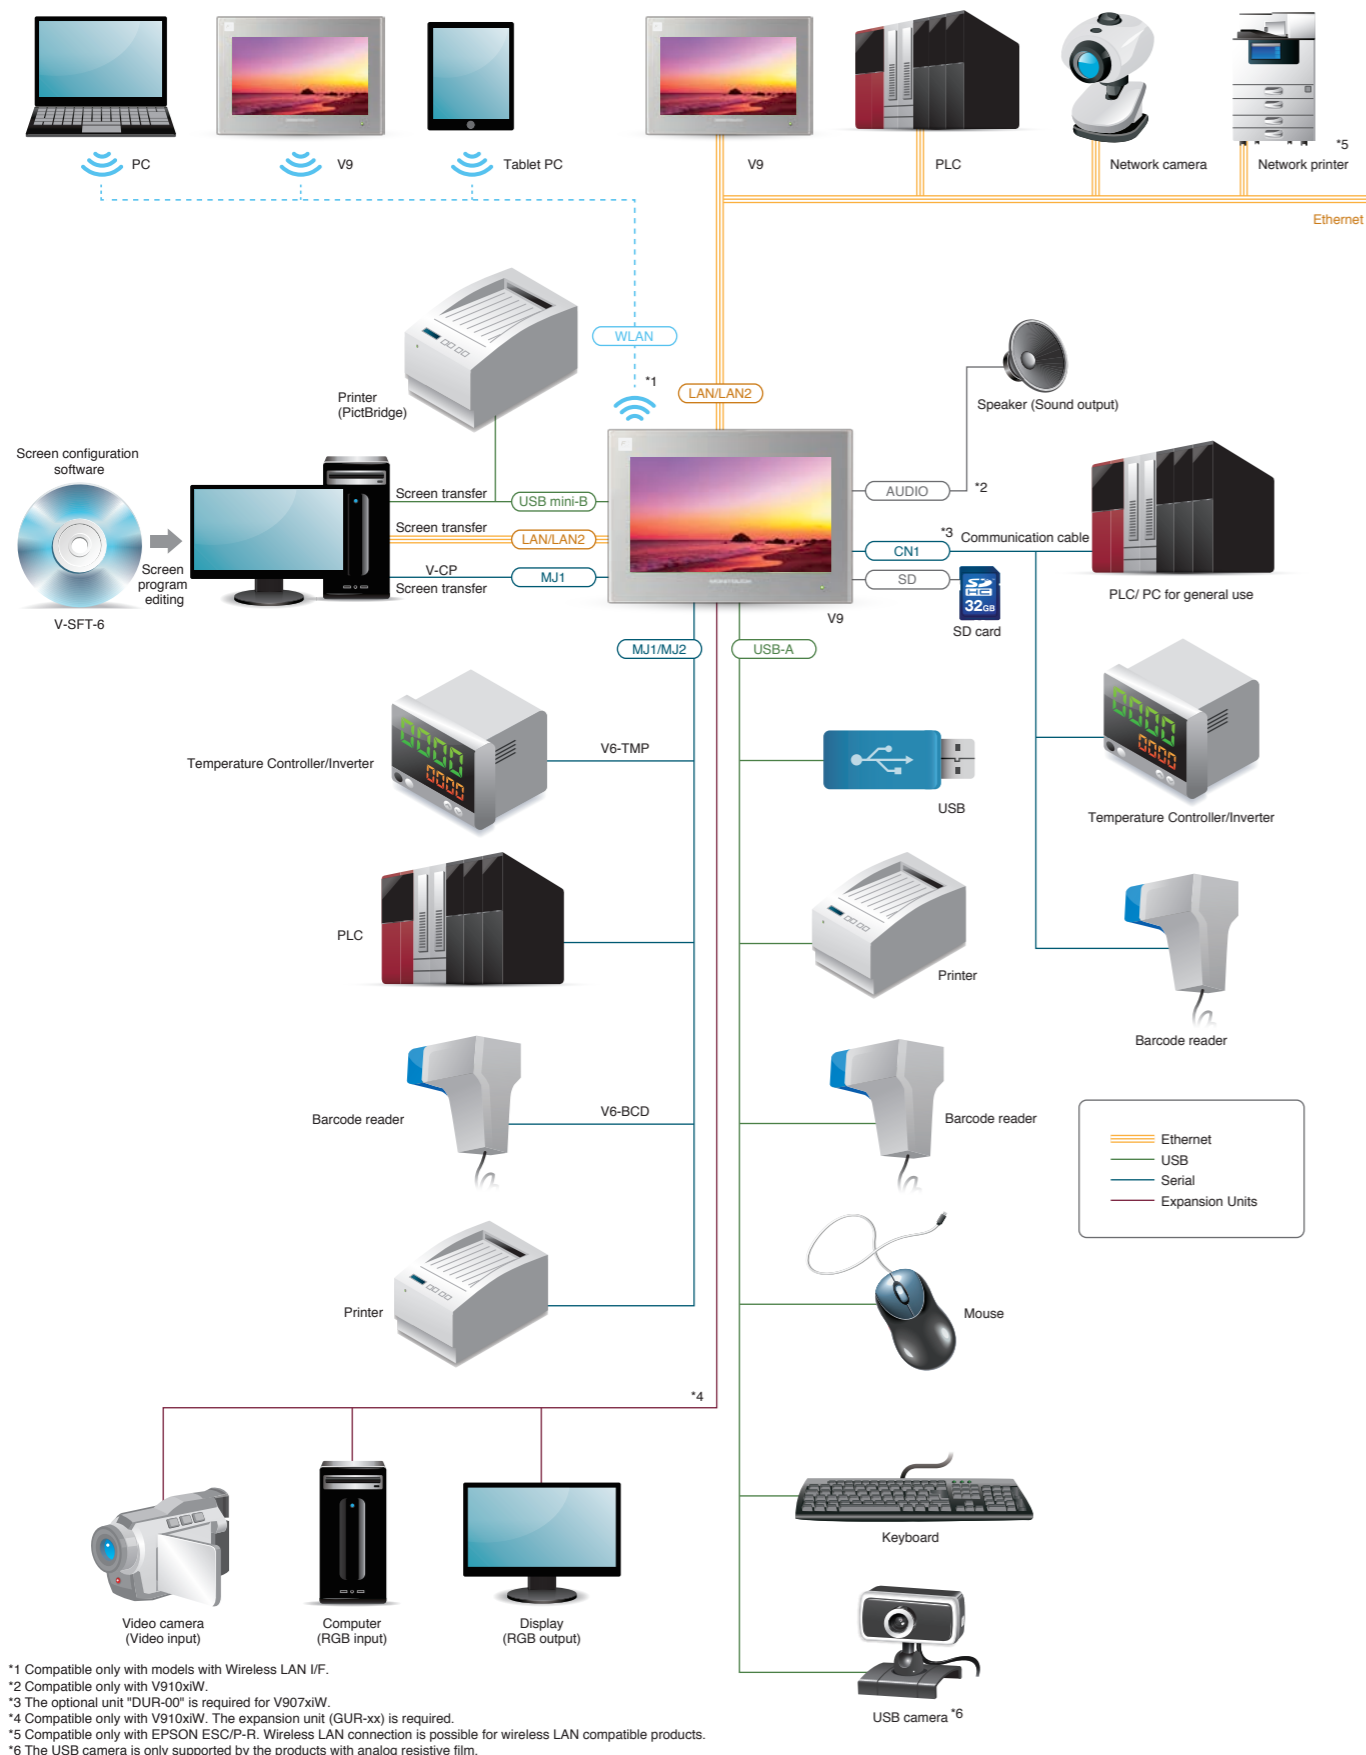 PC
V9
Tablet PC
V9
PLC
Network camera
*5
Network printer
Ethernet
WLAN
*1
LAN/LAN2
Printer
(PictBridge)
Speaker (Sound output)
Screen configuration
software
Screen transfer
USB mini-B
AUDIO
*2
Screen transfer
LAN/LAN2
*3
Communication cable
CN1
V-CP
MJ1
Screen transfer
SD
Screen
program
editing
V-SFT-6
MONITOUCH
V9
SD
HC
32GB
SD card
PLC/ PC for general use
MJ1/MJ2
USB-A
0000
0000
V6-TMP
Temperature Controller/Inverter
USB
0000
0000
Temperature Controller/Inverter
PLC
Printer
Barcode reader
Barcode reader
V6-BCD
Barcode reader
Ethernet
USB
Serial
Expansion Units
Printer
Mouse
*4
Keyboard
Video camera
(Video input)
Computer
(RGB input)
Display
(RGB output)
USB camera *6
*1 Compatible only with models with Wireless LAN I/F.
*2 Compatible only with V910xiW.
*3 The optional unit "DUR-00" is required for V907xiW.
*4 Compatible only with V910xiW. The expansion unit (GUR-xx) is required.
*5 Compatible only with EPSON ESC/P-R. Wireless LAN connection is possible for wireless LAN compatible products.
*6 The USB camera is only supported by the products with analog resistive film.